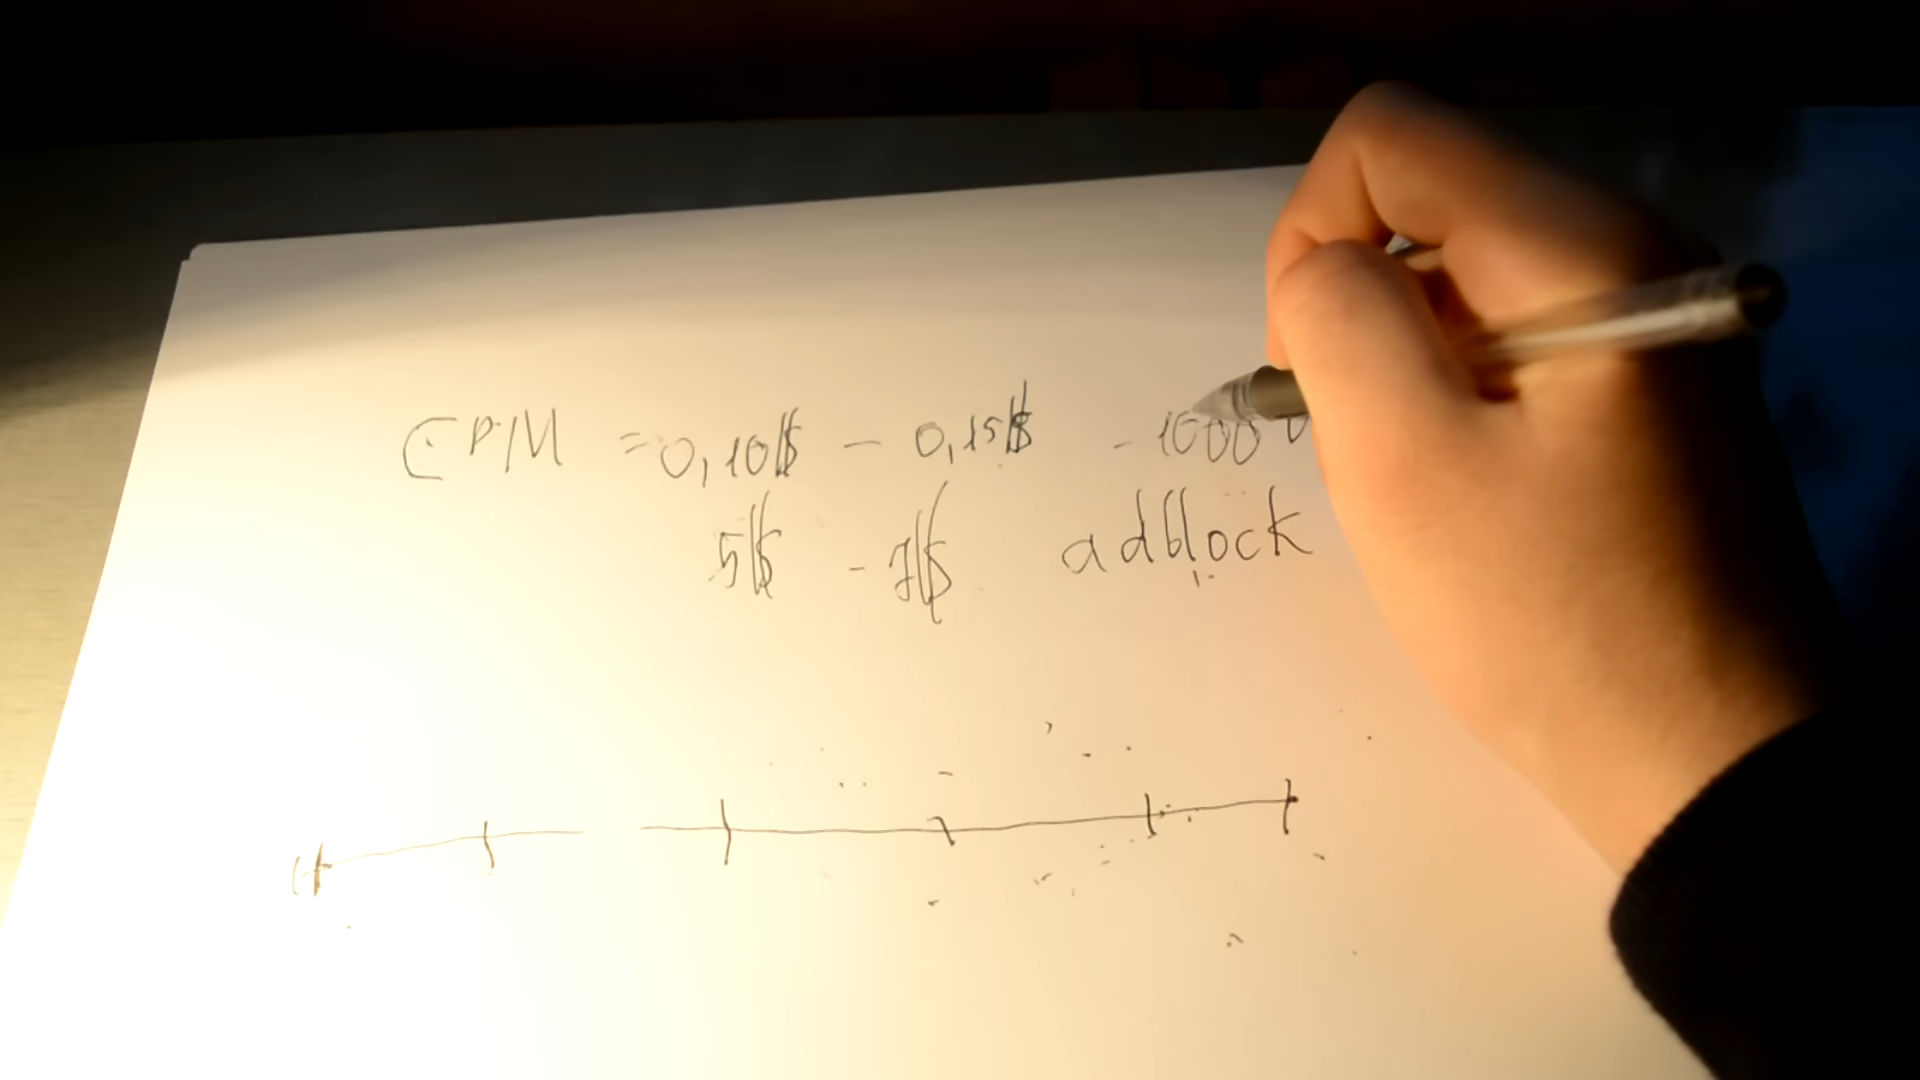 CPM = 0,10$ - 0,15$ - 1000
5$ - 7$ adblock